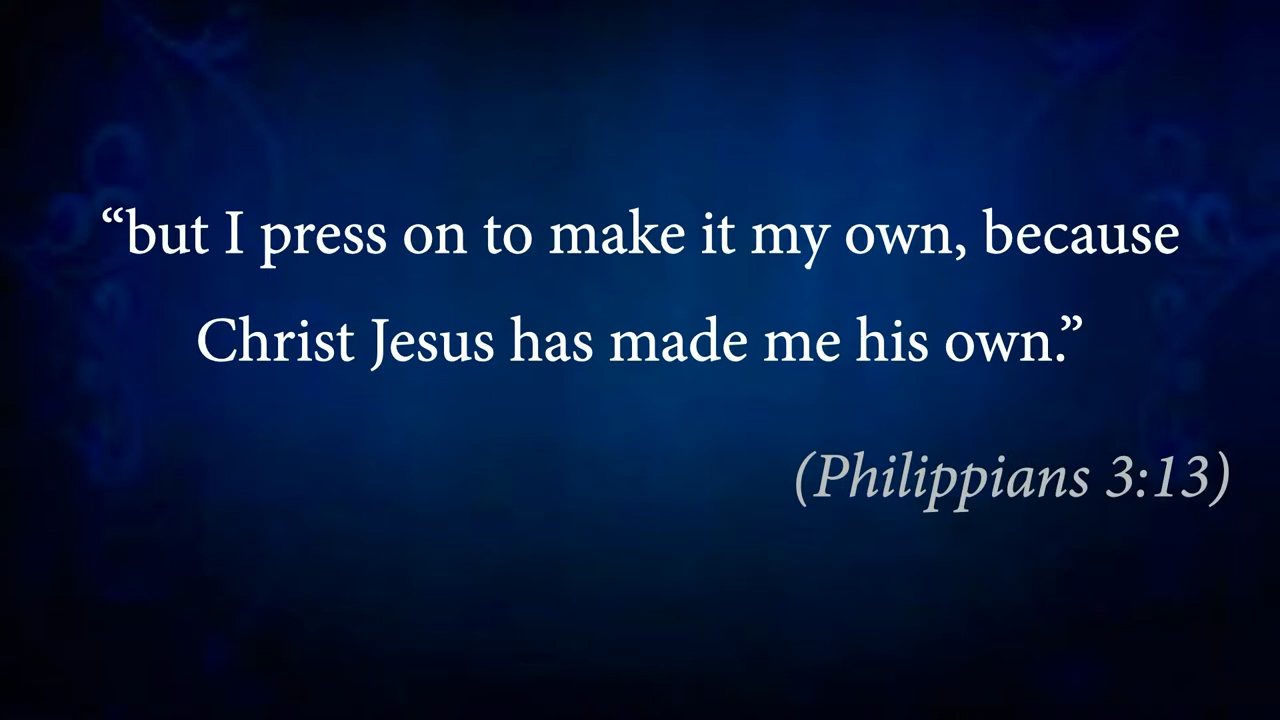 “but I press on to make it my own, because
Christ Jesus has made me his own.”
(Philippians 3:13)